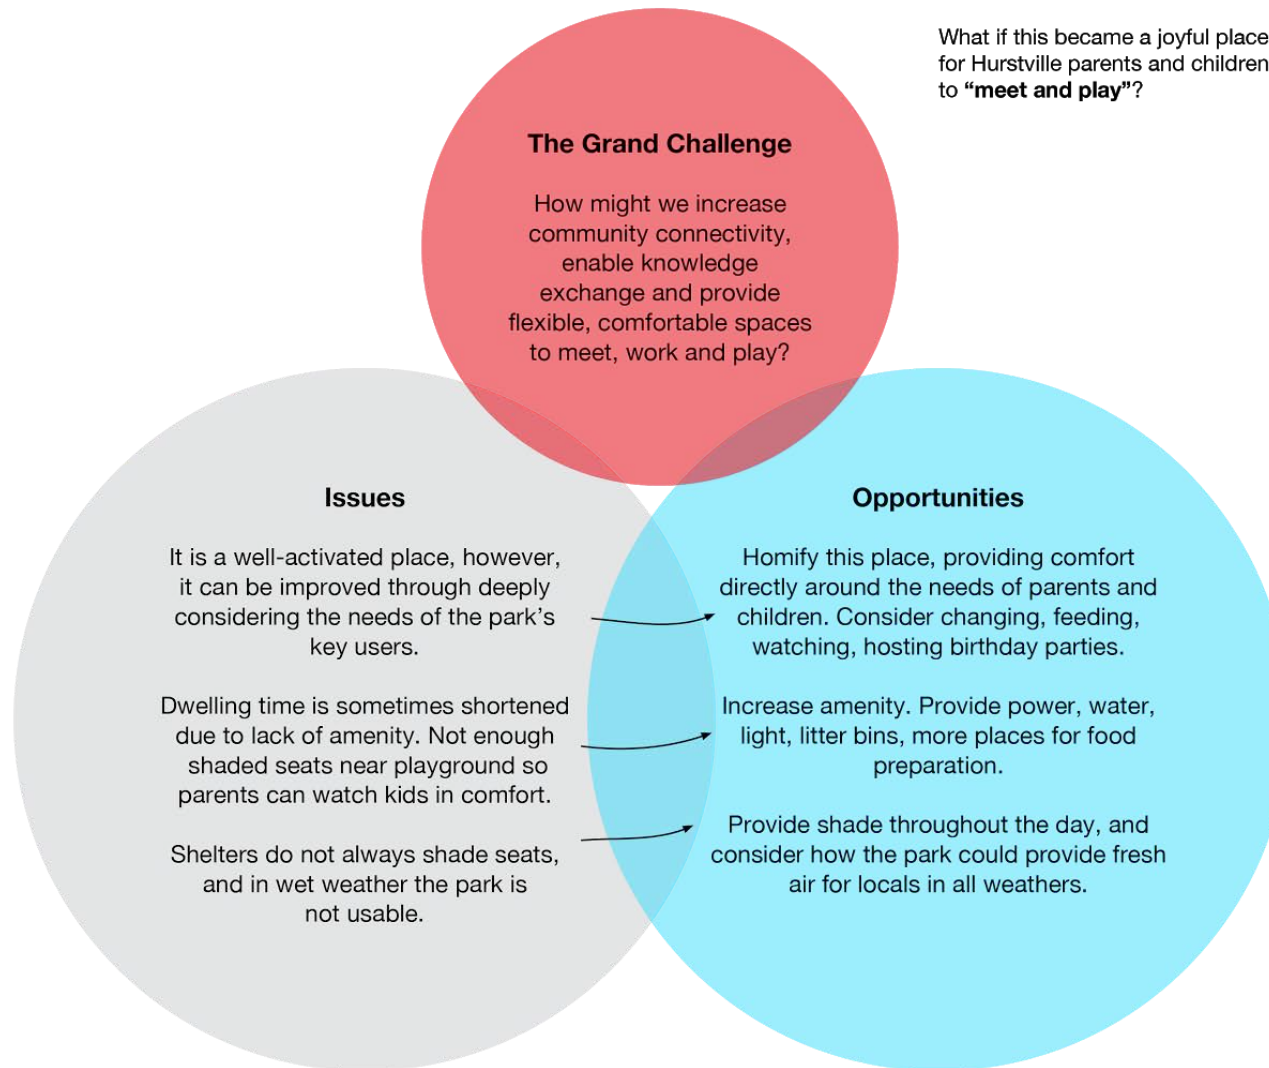 What if this became a joyful place
for Hurstville parents and children
to “meet and play”?
The Grand Challenge
How might we increase
community connectivity,
enable knowledge
exchange and provide
flexible, comfortable spaces
to meet, work and play?
Issues
It is a well-activated place, however,
it can be improved through deeply
considering the needs of the park’s
key users.
Dwelling time is sometimes shortened
due to lack of amenity. Not enough
shaded seats near playground so
parents can watch kids in comfort.
Shelters do not always shade seats,
and in wet weather the park is
not usable.
Opportunities
Homify this place, providing comfort
directly around the needs of parents and
children. Consider changing, feeding,
watching, hosting birthday parties.
Increase amenity. Provide power, water,
light, litter bins, more places for food
preparation.
Provide shade throughout the day, and
consider how the park could provide fresh
air for locals in all weathers.